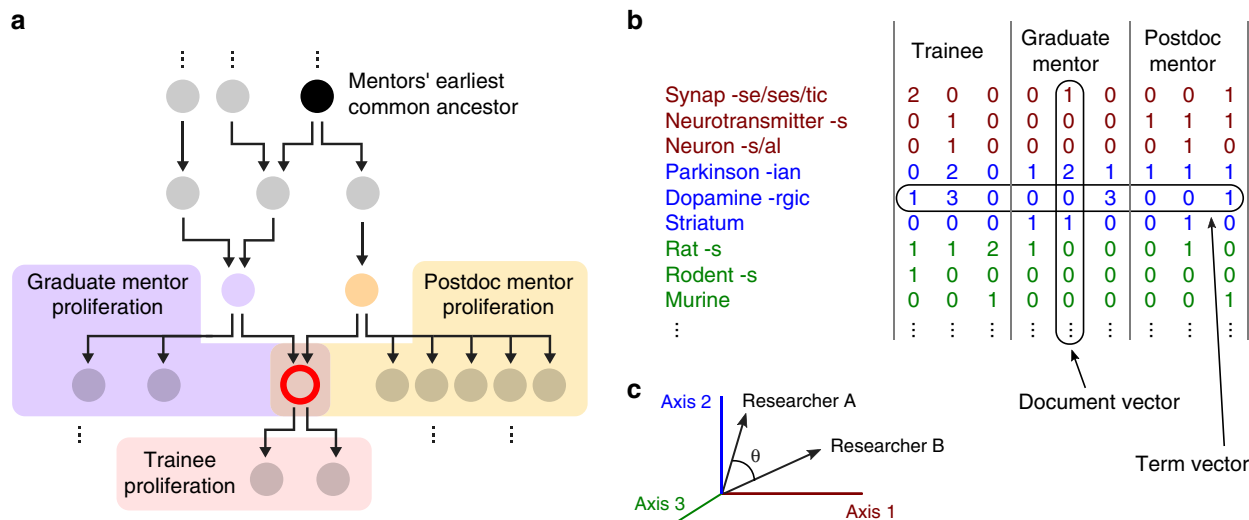 a
Mentors' earliest
common ancestor
Graduate mentor
proliferation
Postdoc mentor
proliferation
Trainee
proliferation
b
Trainee
Graduate
mentor
Postdoc
mentor
Synap -se/ses/tic 2 0 0 0 1 0 0 0 1
Neurotransmitter -s 0 1 0 0 0 0 1 1 1
Neuron -s/al 0 1 0 0 0 0 0 1 0
Parkinson -ian 0 2 0 1 2 1 1 1 1
Dopamine -rgic 1 3 0 0 0 3 0 0 1
Striatum 0 0 0 1 1 0 0 1 0
Rat -s 1 1 2 1 0 0 0 1 0
Rodent -s 1 0 0 0 0 0 0 0 0
Murine 0 0 1 0 0 0 0 0 1
Document vector
Term vector
c
Axis 2
Researcher A
θ
Researcher B
Axis 3
Axis 1